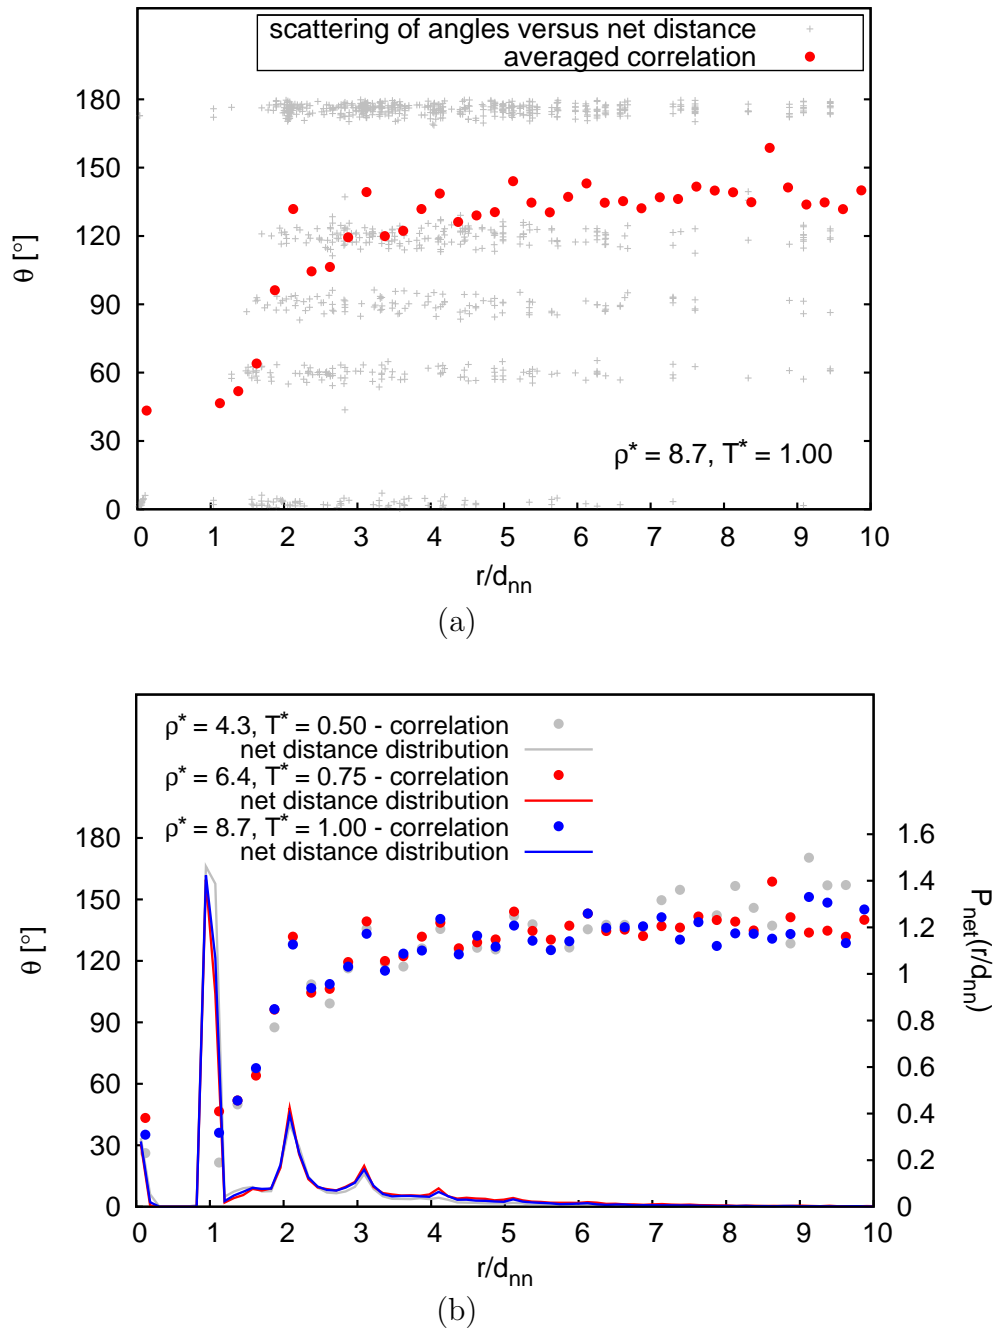 scattering of angles versus net distance
averaged correlation
180
150
120
90
60
30
0
θ [°]
ρ* = 8.7, T* = 1.00
0 1 2 3 4 5 6 7 8 9 10
r/dnn
(a)
ρ* = 4.3, T* = 0.50 - correlation
net distance distribution
ρ* = 6.4, T* = 0.75 - correlation
net distance distribution
ρ* = 8.7, T* = 1.00 - correlation
net distance distribution
180
150
120
90
60
30
0
θ [°]
1.6
1.4
1.2
1
0.8
0.6
0.4
0.2
0
Pnet(r/dnn)
0 1 2 3 4 5 6 7 8 9 10
r/dnn
(b)